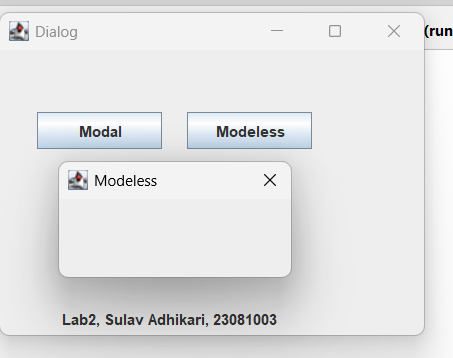 Dialog
(run
Modal Modeless
Modeless
Lab2, Sulav Adhikari, 23081003